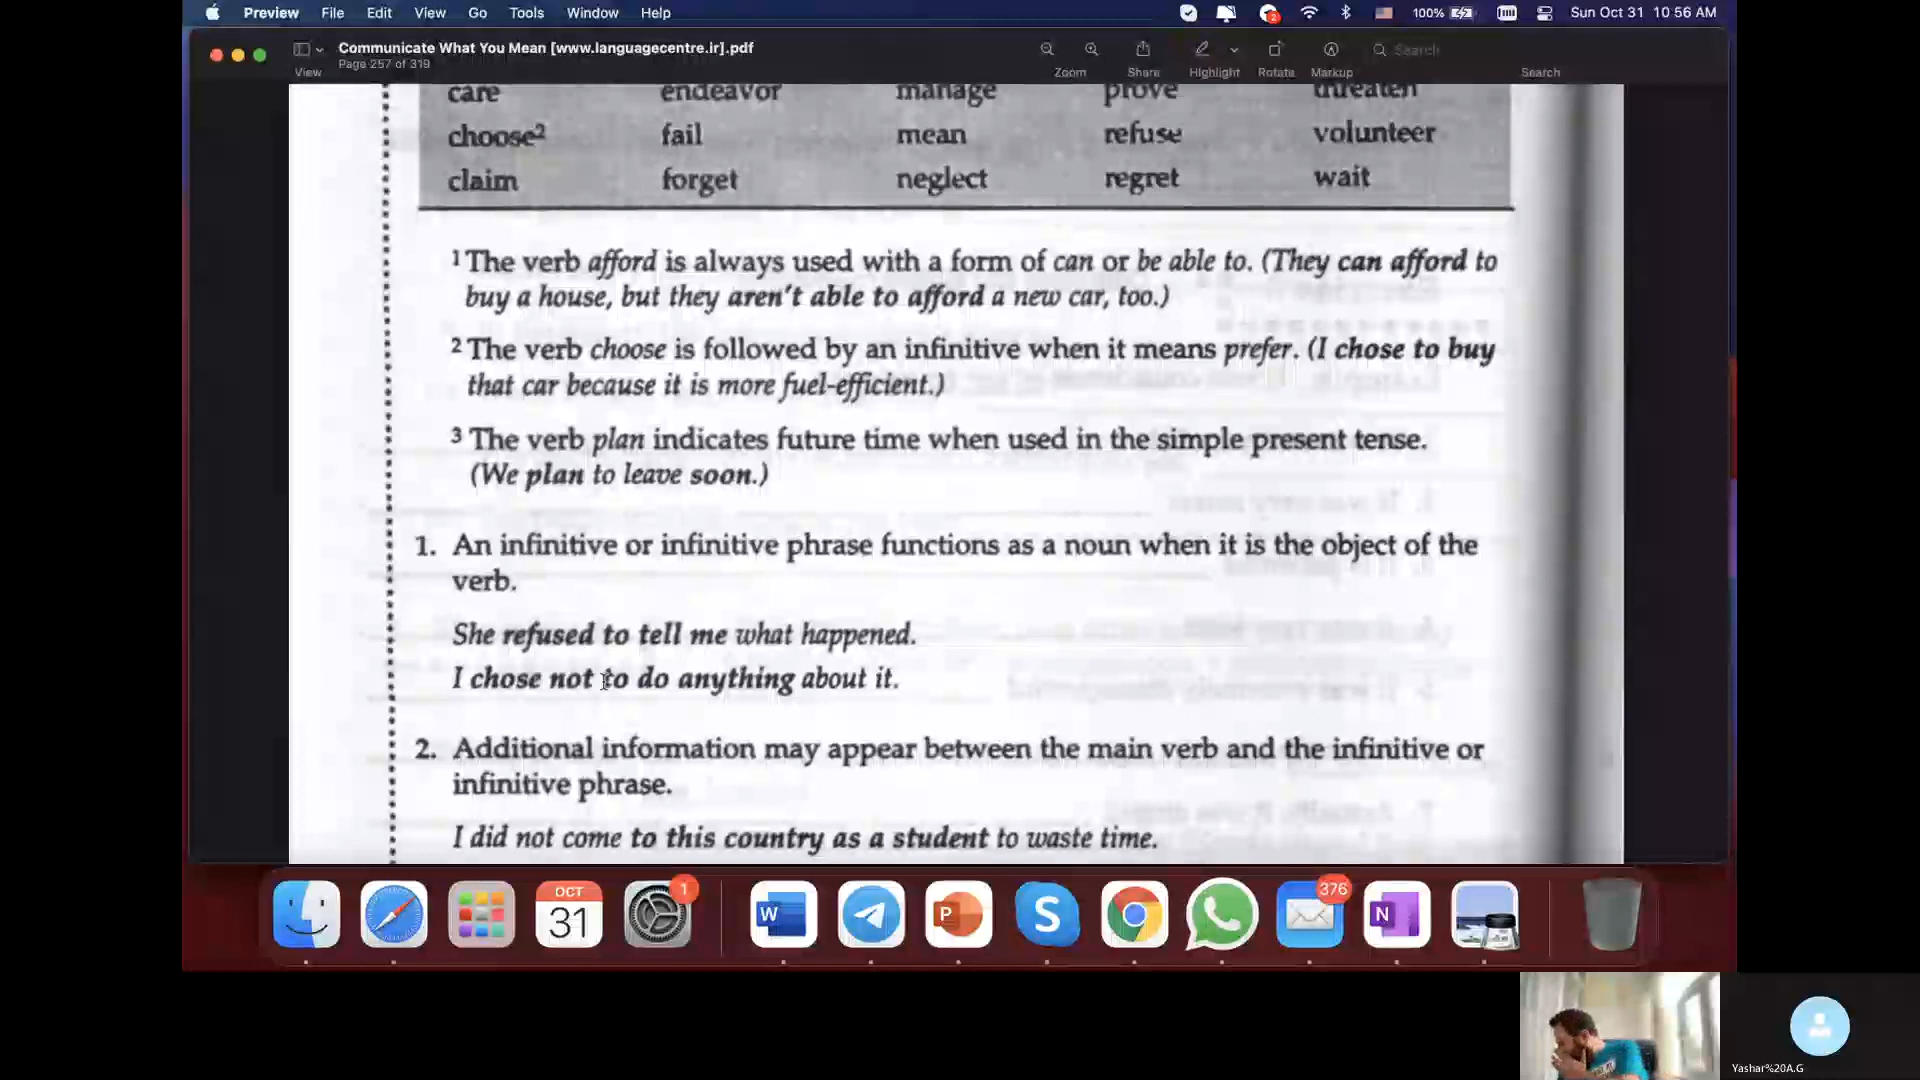 Preview File Edit View Go Tools Window Help 100% Sun Oct 31 10:56 AM
Communicate What You Mean [www.languagecentre.ir].pdf
Page 257 of 319
Search
View Zoom Share Highlight Rotate Markup Search
care endeavor manage prove threaten
choose² fail mean refuse volunteer
claim forget neglect regret wait
¹ The verb afford is always used with a form of can or be able to. (They can afford to
buy a house, but they aren't able to afford a new car, too.)
² The verb choose is followed by an infinitive when it means prefer. (I chose to buy
that car because it is more fuel-efficient.)
³ The verb plan indicates future time when used in the simple present tense.
(We plan to leave soon.)
1. An infinitive or infinitive phrase functions as a noun when it is the object of the
verb.
She refused to tell me what happened.
I chose not to do anything about it.
2. Additional information may appear between the main verb and the infinitive or
infinitive phrase.
I did not come to this country as a student to waste time.
OCT
31
1
W
P
S
376
N
2
Yashar%20A.G